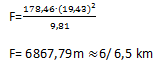 F=178,46·(19,43)²
9,81
F= 6867,79m ≈6/ 6,5 km